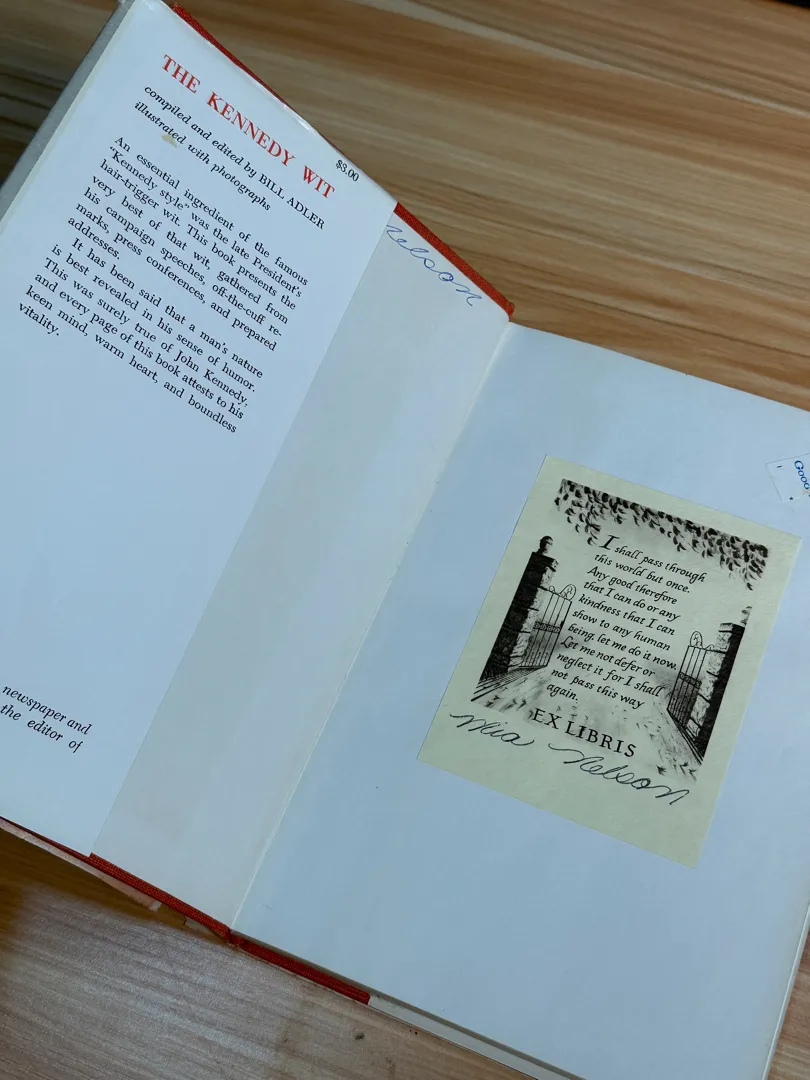 $3.00
THE KENNEDY WIT
compiled and edited by BILL ADLER
illustrated with photographs
An essential ingredient of the famous
"Kennedy style" was the late President's
hair-trigger wit. This book presents the
very best of that wit, gathered from
his campaign speeches, off-the-cuff re-
marks, press conferences, and prepared
addresses.
It has been said that a man's nature
is best revealed in his sense of humor.
This was surely true of John Kennedy,
and every page of this book attests to his
keen mind, warm heart, and boundless
vitality.
newspaper and
the editor of
Nelson
I shall pass through
this world but once.
Any good therefore
that I can do or any
kindness that I can
show to any human
being, let me do it now.
Let me not defer or
neglect it for I shall
not pass this way
again.
EX LIBRIS
Mia Nelson